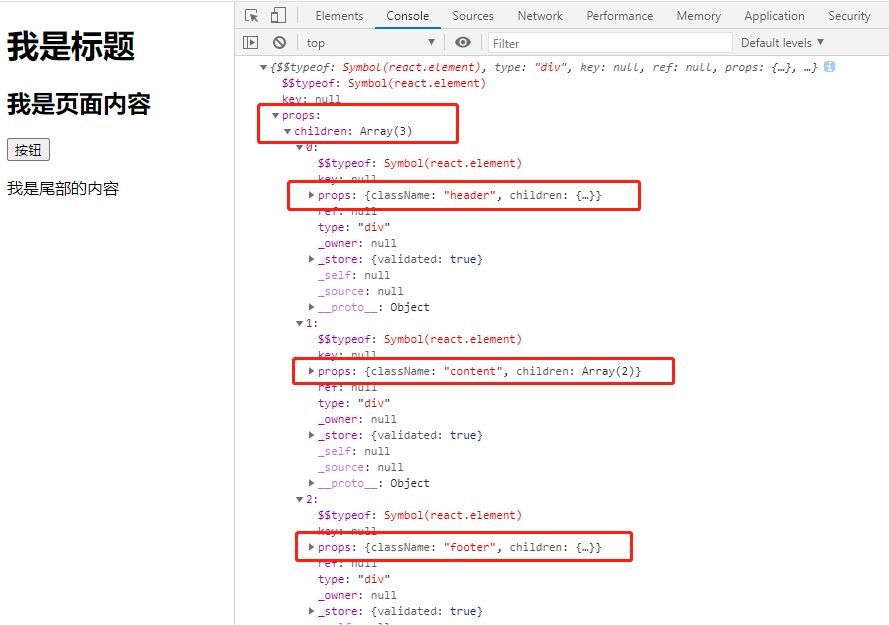 我是标题
我是页面内容
按钮
我是尾部的内容
Elements Console Sources Network Performance Memory Application Security
top Filter Default levels
{$$typeof: Symbol(react.element), type: "div", key: null, ref: null, props: {…}, …}
$$typeof: Symbol(react.element)
key: null
props:
children: Array(3)
0:
$$typeof: Symbol(react.element)
key: null
props: {className: "header", children: {…}}
ref: null
type: "div"
_owner: null
_store: {validated: true}
_self: null
_source: null
__proto__: Object
1:
$$typeof: Symbol(react.element)
key: null
props: {className: "content", children: Array(2)}
ref: null
type: "div"
_owner: null
_store: {validated: true}
_self: null
_source: null
__proto__: Object
2:
$$typeof: Symbol(react.element)
key: null
props: {className: "footer", children: {…}}
ref: null
type: "div"
_owner: null
_store: {validated: true}